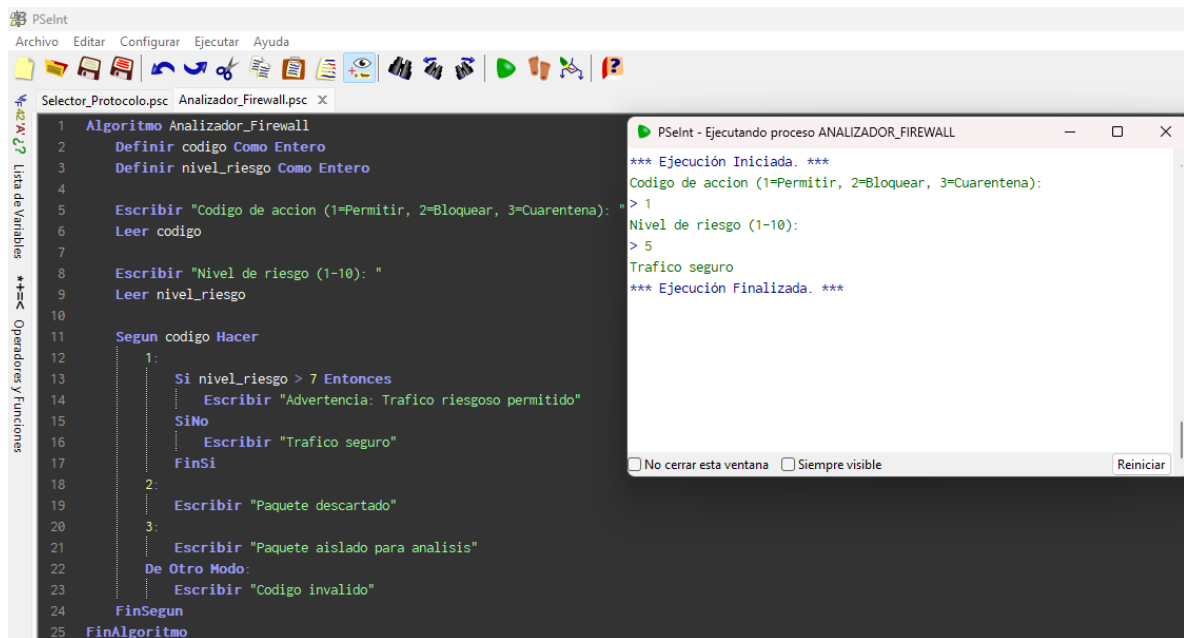 PSeInt
Archivo Editar Configurar Ejecutar Ayuda
Selector_Protocolo.psc Analizador_Firewall.psc X
Lista de Variables
*+=< Operadores y Funciones
1 Algoritmo Analizador_Firewall
2 Definir codigo Como Entero
3 Definir nivel_riesgo Como Entero
4
5 Escribir "Codigo de accion (1=Permitir, 2=Bloquear, 3=Cuarentena): "
6 Leer codigo
7
8 Escribir "Nivel de riesgo (1-10): "
9 Leer nivel_riesgo
10
11 Segun codigo Hacer
12 1:
13 Si nivel_riesgo > 7 Entonces
14 Escribir "Advertencia: Trafico riesgoso permitido"
15 SiNo
16 Escribir "Trafico seguro"
17 FinSi
18 2:
19 Escribir "Paquete descartado"
20 3:
21 Escribir "Paquete aislado para analisis"
22 De Otro Modo:
23 Escribir "Codigo invalido"
24 FinSegun
25 FinAlgoritmo
PSeInt - Ejecutando proceso ANALIZADOR_FIREWALL
*** Ejecución Iniciada. ***
Codigo de accion (1=Permitir, 2=Bloquear, 3=Cuarentena):
> 1
Nivel de riesgo (1-10):
> 5
Trafico seguro
*** Ejecución Finalizada. ***
No cerrar esta ventana Siempre visible Reiniciar